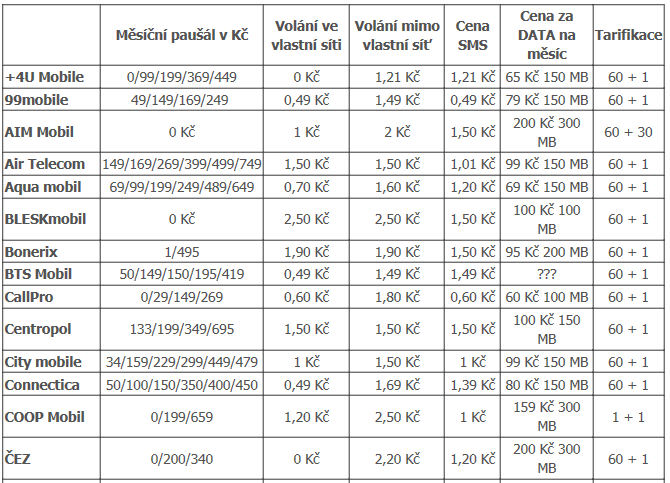 Měsíční paušál v Kč Volání ve vlastní síti Volání mimo vlastní síť Cena SMS Cena za DATA na měsíc Tarifikace
+4U Mobile 0/99/199/369/449 0 Kč 1,21 Kč 1,21 Kč 65 Kč 150 MB 60 + 1
99mobile 49/149/169/249 0,49 Kč 1,49 Kč 0,49 Kč 79 Kč 150 MB 60 + 1
AIM Mobil 0 Kč 1 Kč 2 Kč 1,50 Kč 200 Kč 300 MB 60 + 30
Air Telecom 149/169/269/399/499/749 1,50 Kč 1,50 Kč 1,01 Kč 99 Kč 150 MB 60 + 1
Aqua mobil 69/99/199/249/489/649 0,70 Kč 1,60 Kč 1,20 Kč 69 Kč 150 MB 60 + 1
BLESKmobil 0 Kč 2,50 Kč 2,50 Kč 1,50 Kč 100 Kč 100 MB 60 + 1
Bonerix 1/495 1,90 Kč 1,90 Kč 1,50 Kč 95 Kč 200 MB 60 + 1
BTS Mobil 50/149/150/195/419 0,49 Kč 1,49 Kč 1,49 Kč ??? 60 + 1
CallPro 0/29/149/269 0,60 Kč 1,80 Kč 0,60 Kč 60 Kč 100 MB 60 + 1
Centropol 133/199/349/695 1,50 Kč 1,50 Kč 1,50 Kč 100 Kč 150 MB 60 + 1
City mobile 34/159/229/299/449/479 1 Kč 1,50 Kč 1 Kč 99 Kč 150 MB 60 + 1
Connectica 50/100/150/350/400/450 0,49 Kč 1,69 Kč 1,39 Kč 80 Kč 150 MB 60 + 1
COOP Mobil 0/199/659 1,20 Kč 2,50 Kč 1 Kč 159 Kč 300 MB 1 + 1
ČEZ 0/200/340 0 Kč 2,20 Kč 1,20 Kč 200 Kč 300 MB 60 + 1